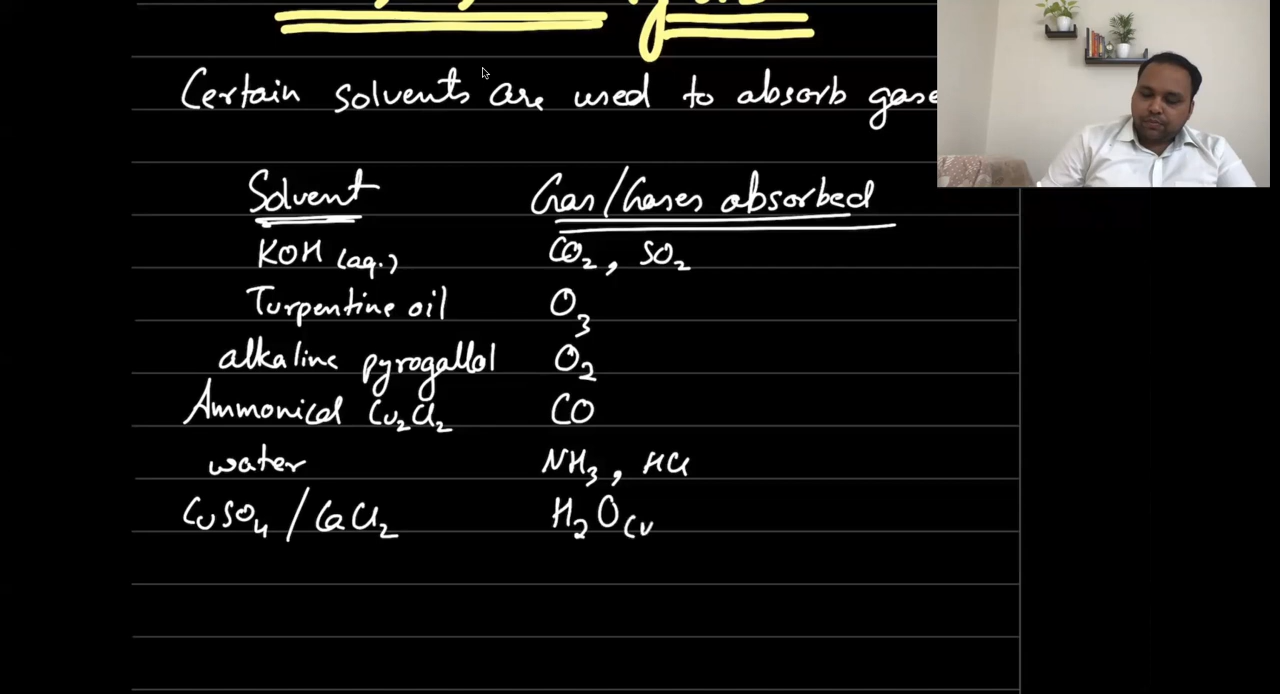 Certain solvents are used to absorb gase
Solvent Gas/Gases absorbed
KOH (aq.) CO₂, SO₂
Turpentine oil O₃
alkaline pyrogallol O₂
Ammonical Cu₂Cl₂ CO
water NH₃, HCl
CuSO₄ / CaCl₂ H₂O(v